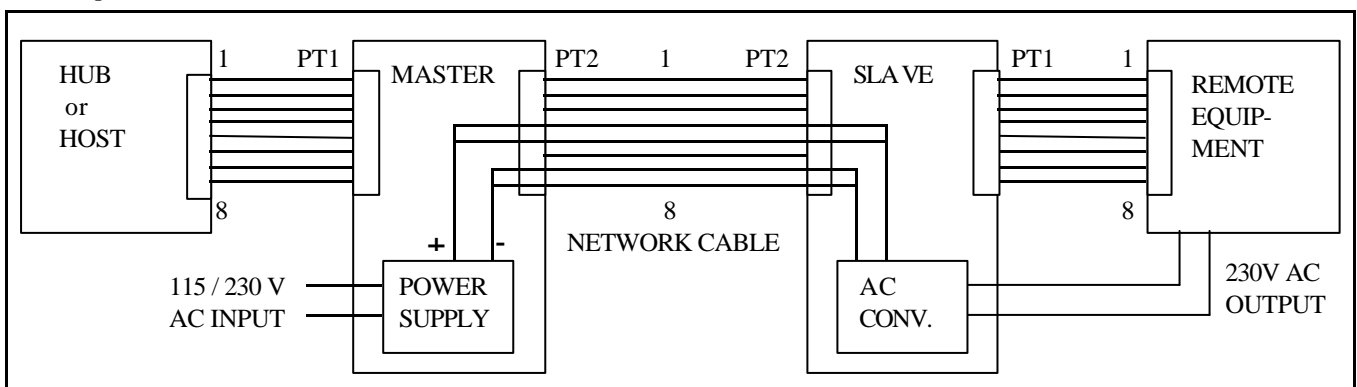 HUB
or
HOST
1
8
PT1
MASTER
PT2
1
PT2
SLAVE
PT1
1
8
REMOTE
EQUIP-
MENT
8
NETWORK CABLE
+
-
115 / 230 V
AC INPUT
POWER
SUPPLY
AC
CONV.
230V AC
OUTPUT